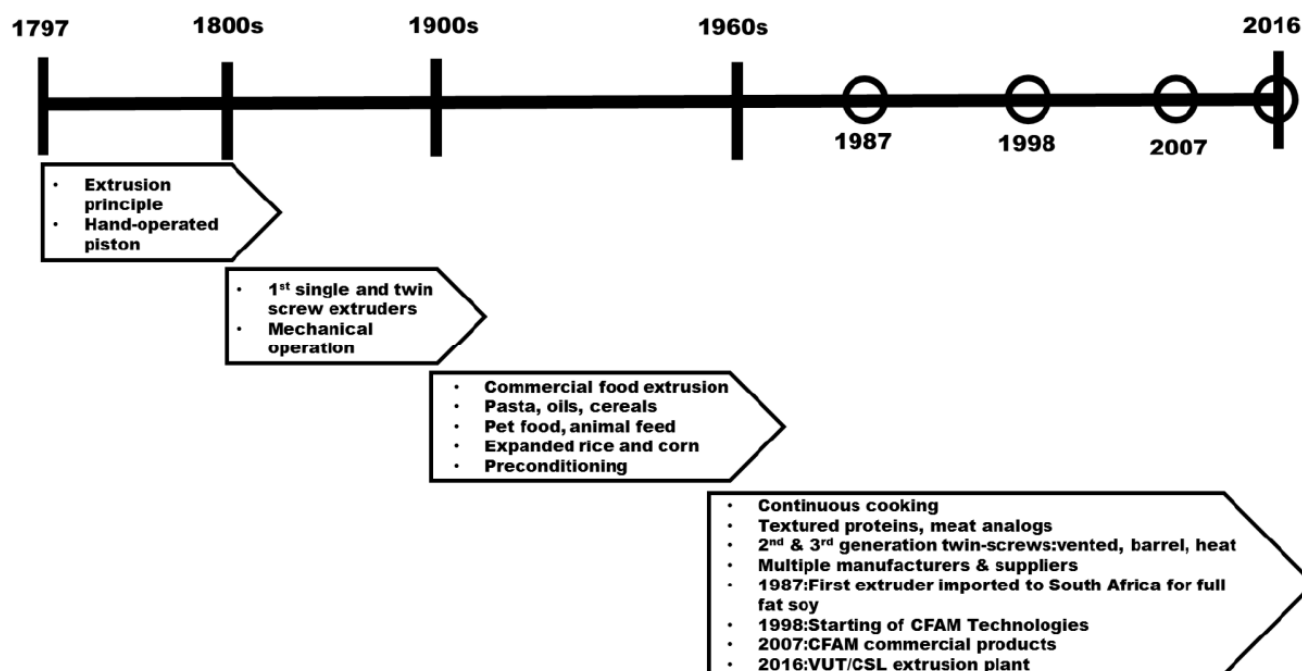 1797
1800s
1900s
1960s
2016
1987
1998
2007
• Extrusion
principle
• Hand-operated
piston
• 1st single and twin
screw extruders
• Mechanical
operation
• Commercial food extrusion
• Pasta, oils, cereals
• Pet food, animal feed
• Expanded rice and corn
• Preconditioning
• Continuous cooking
• Textured proteins, meat analogs
• 2nd & 3rd generation twin-screws:vented, barrel, heat
• Multiple manufacturers & suppliers
• 1987:First extruder imported to South Africa for full
fat soy
• 1998:Starting of CFAM Technologies
• 2007:CFAM commercial products
• 2016:VUT/CSL extrusion plant